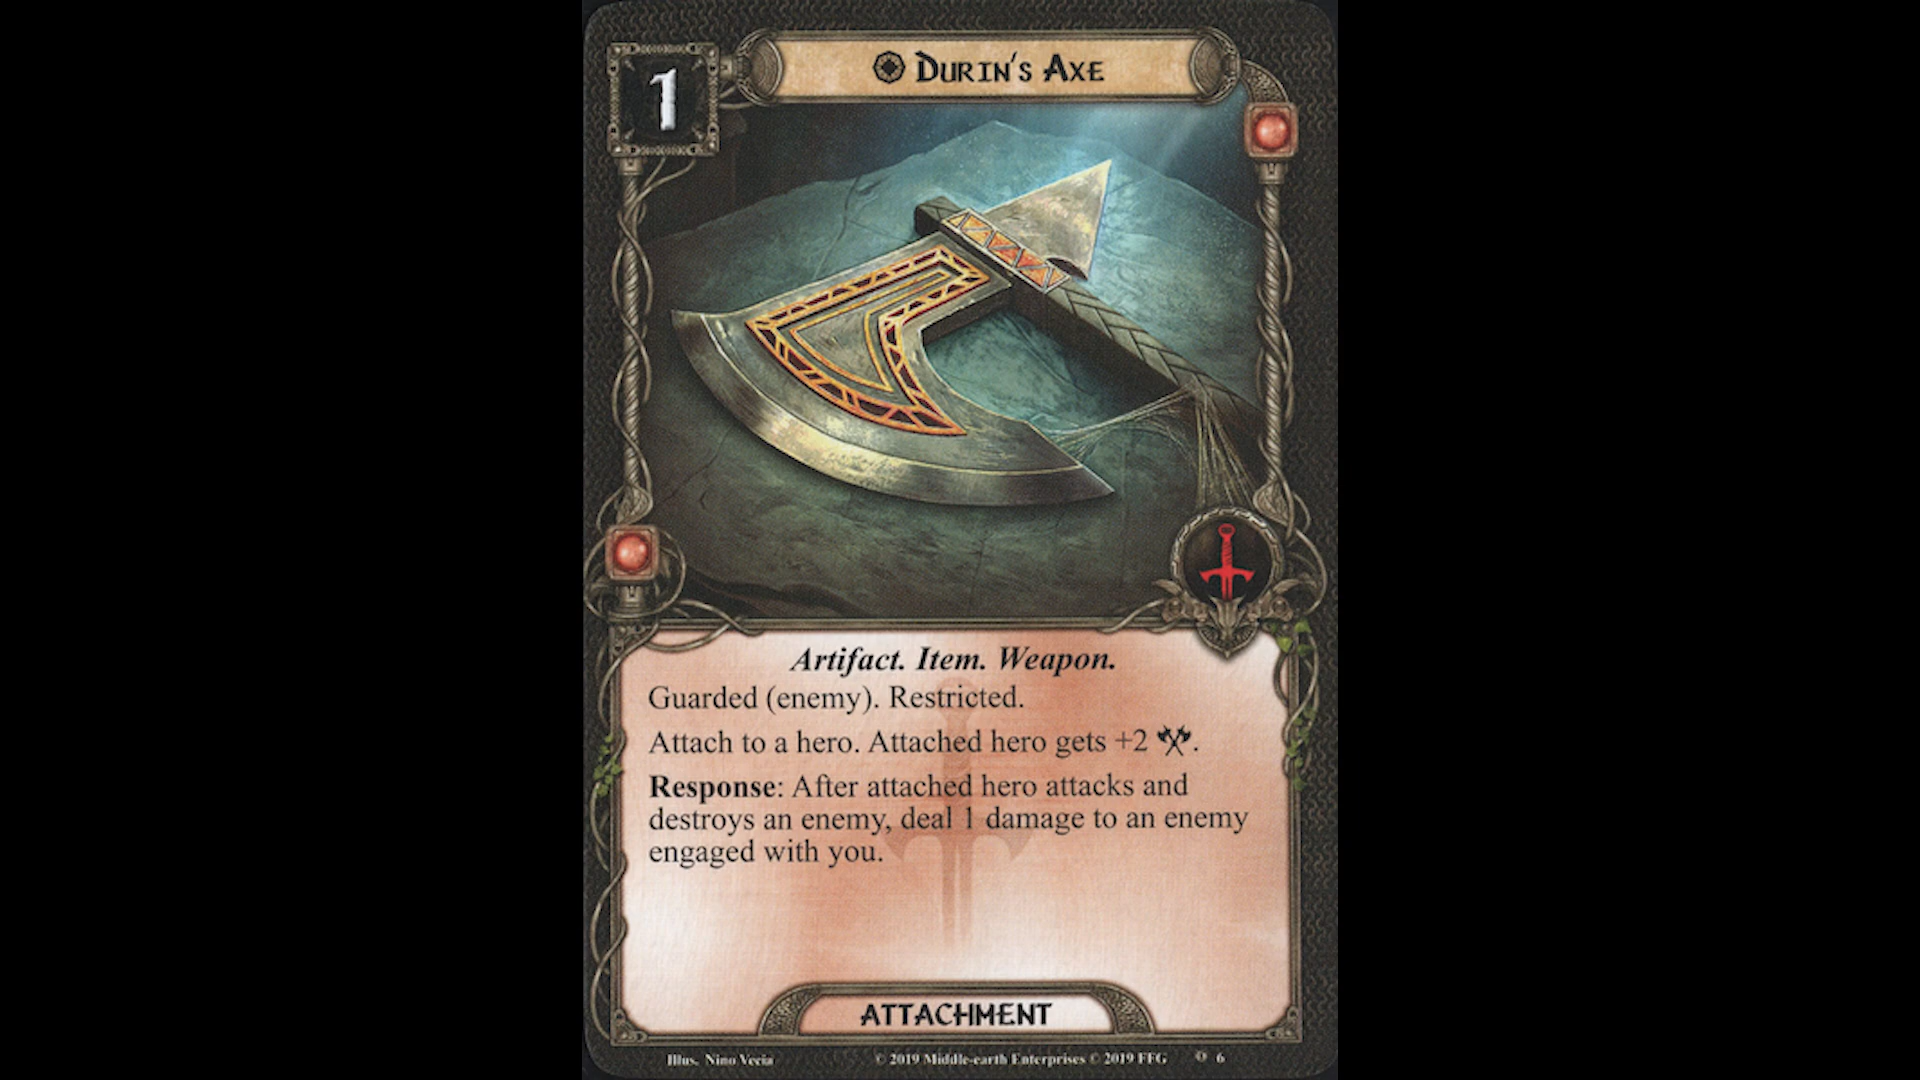 1
Durin's Axe
Artifact. Item. Weapon.
Guarded (enemy). Restricted.
Attach to a hero. Attached hero gets +2 .
Response: After attached hero attacks and
destroys an enemy, deal 1 damage to an enemy
engaged with you.
ATTACHMENT
Illus. Nino Vecia
© 2019 Middle-earth Enterprises © 2019 FFG
6